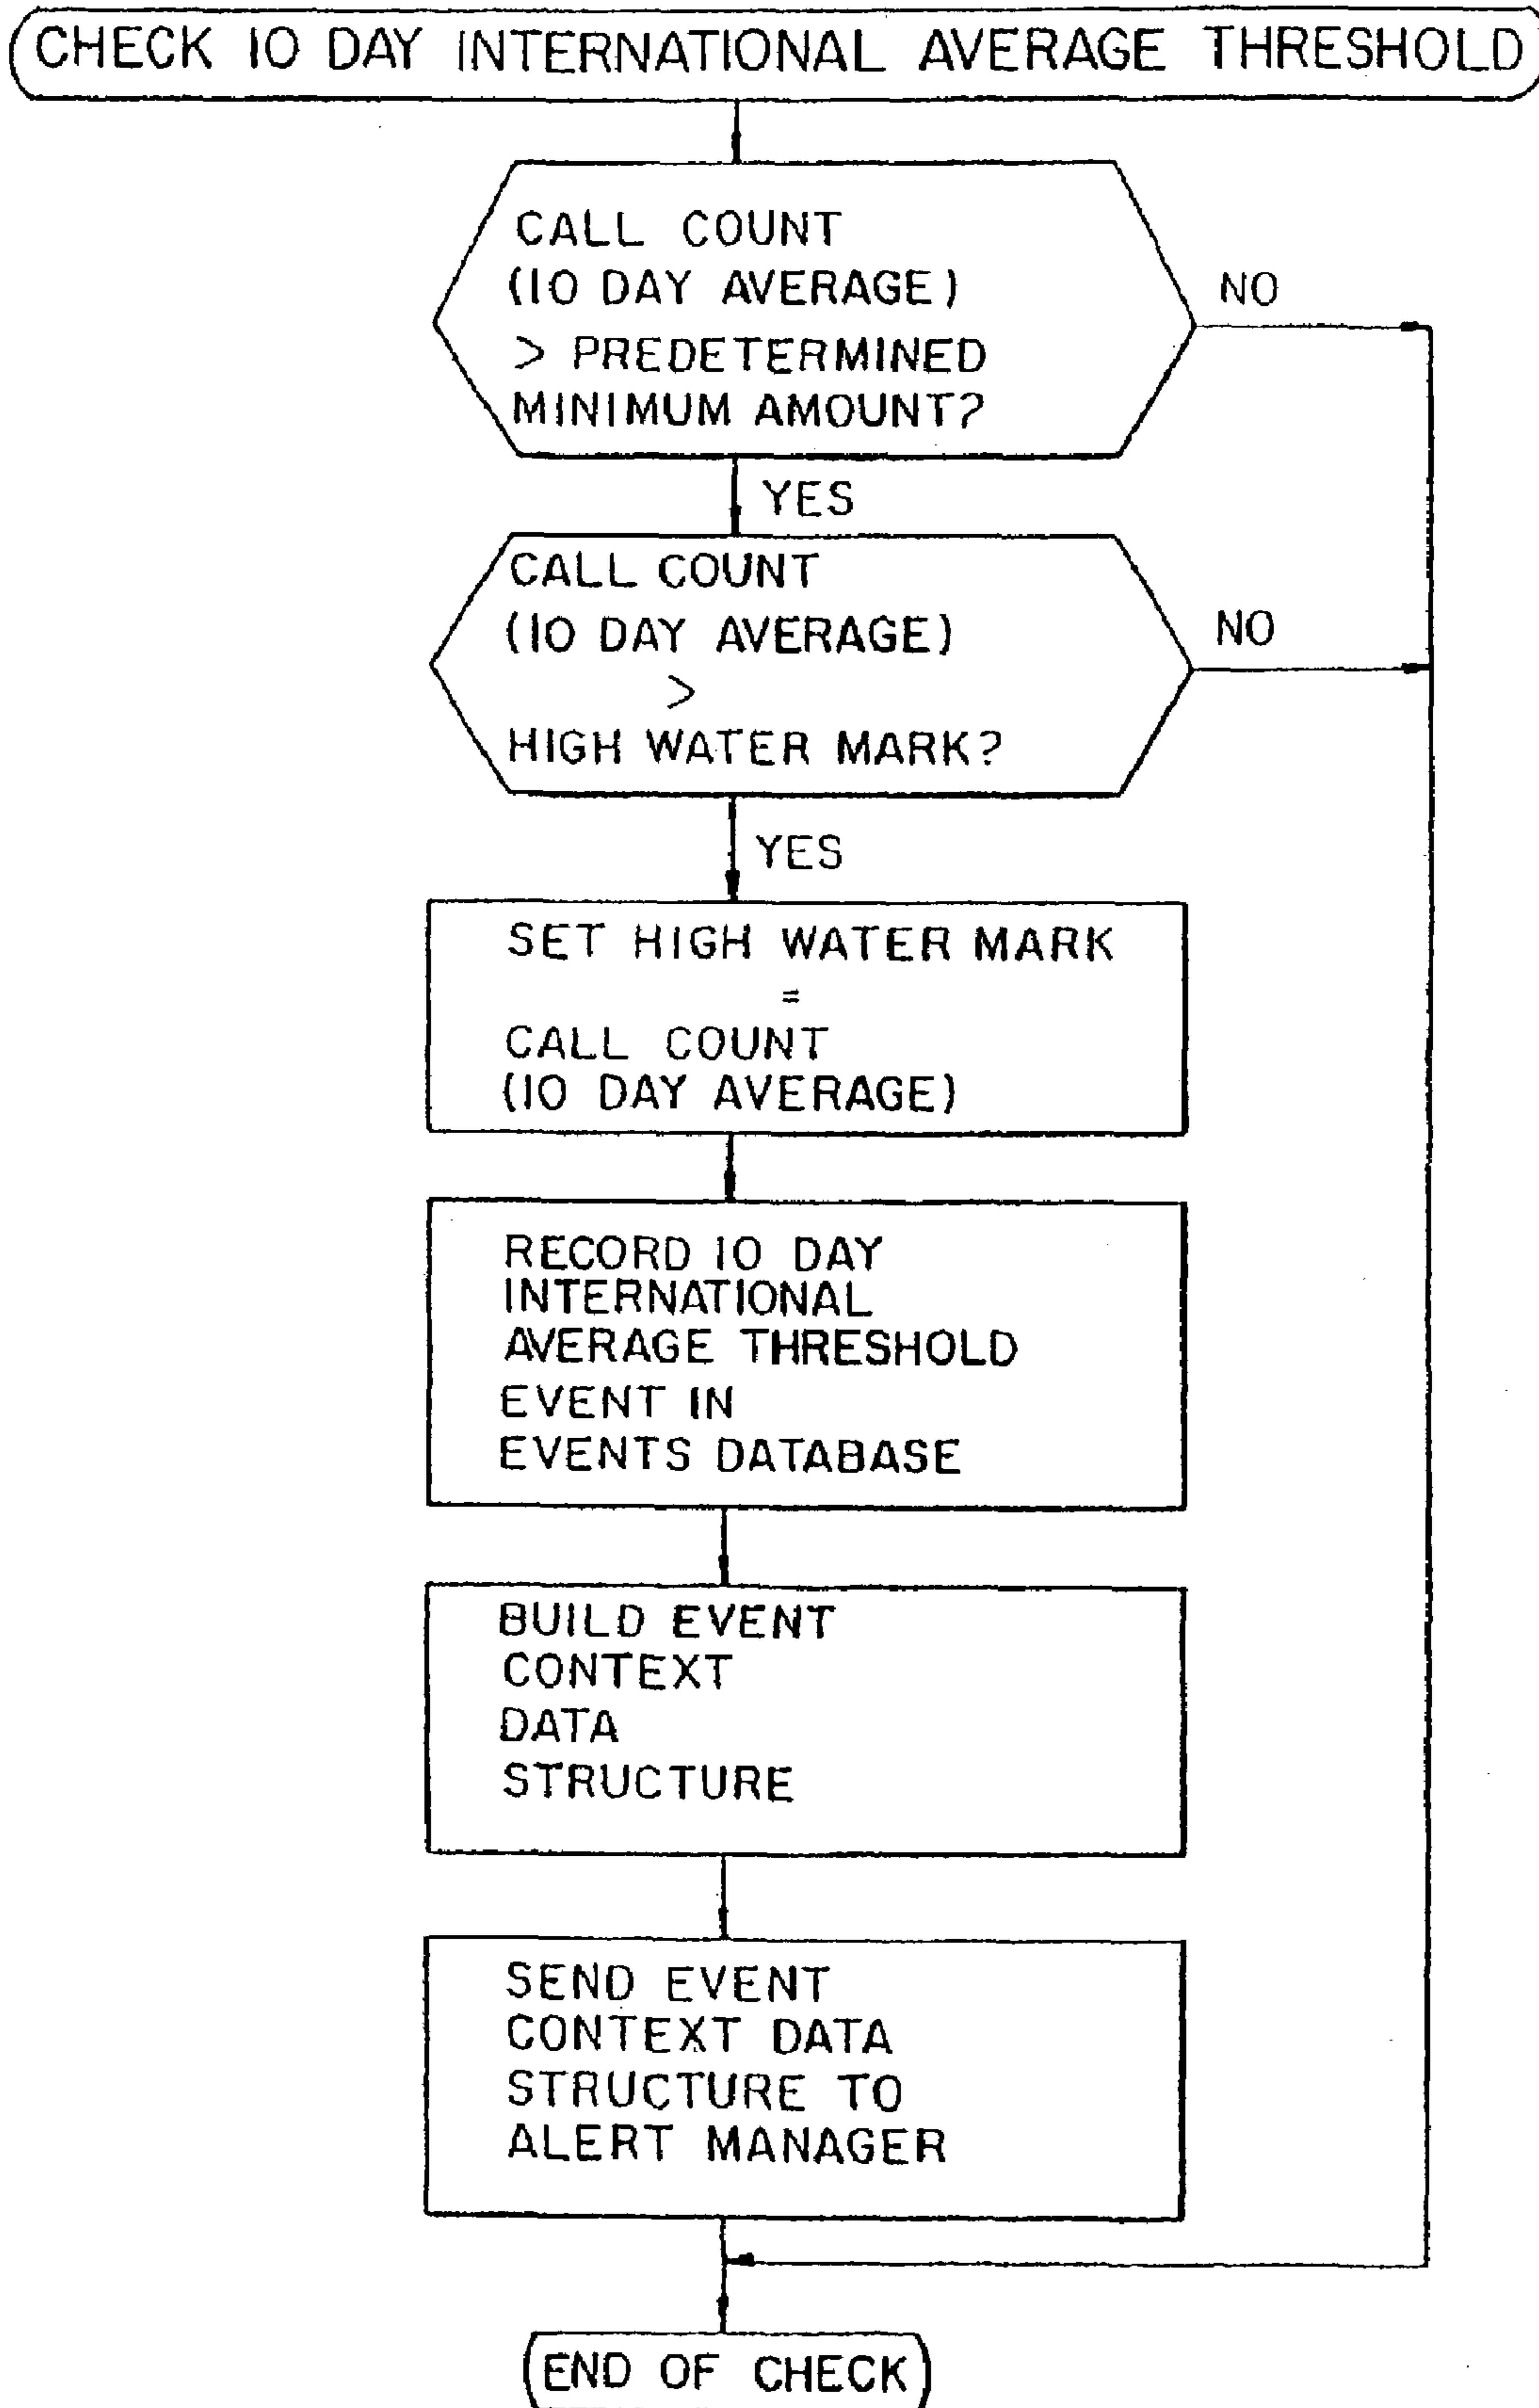 CHECK 10 DAY INTERNATIONAL AVERAGE THRESHOLD
CALL COUNT
(10 DAY AVERAGE)
> PREDETERMINED
MINIMUM AMOUNT?
NO
YES
CALL COUNT
(10 DAY AVERAGE)
>
HIGH WATER MARK?
NO
YES
SET HIGH WATER MARK
=
CALL COUNT
(10 DAY AVERAGE)
RECORD 10 DAY
INTERNATIONAL
AVERAGE THRESHOLD
EVENT IN
EVENTS DATABASE
BUILD EVENT
CONTEXT
DATA
STRUCTURE
SEND EVENT
CONTEXT DATA
STRUCTURE TO
ALERT MANAGER
END OF CHECK